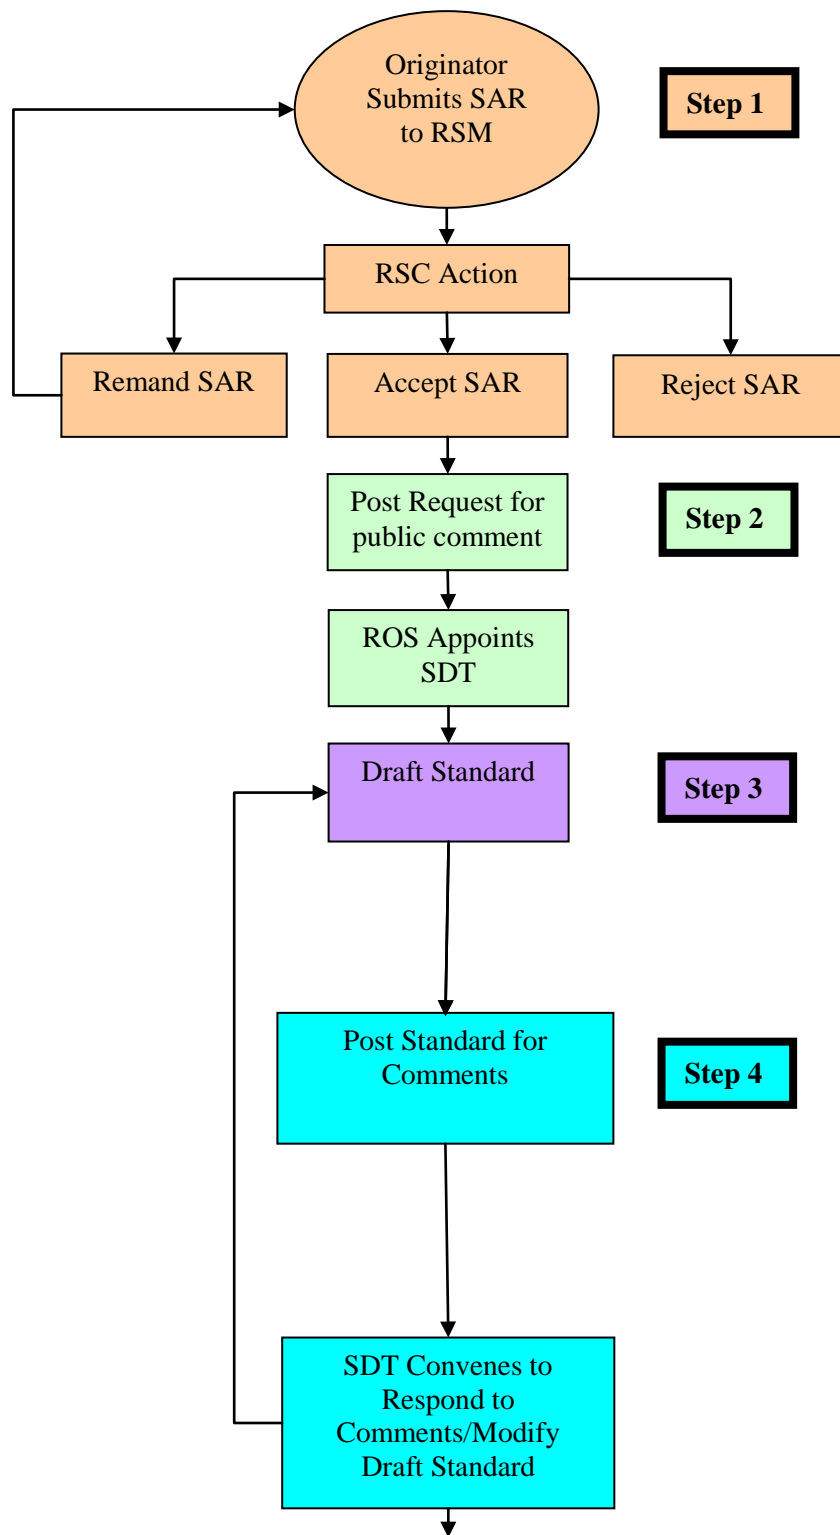 Originator
Submits SAR
to RSM
Step 1
RSC Action
Remand SAR
Accept SAR
Reject SAR
Post Request for
public comment
Step 2
ROS Appoints
SDT
Draft Standard
Step 3
Post Standard for
Comments
Step 4
SDT Convenes to
Respond to
Comments/Modify
Draft Standard